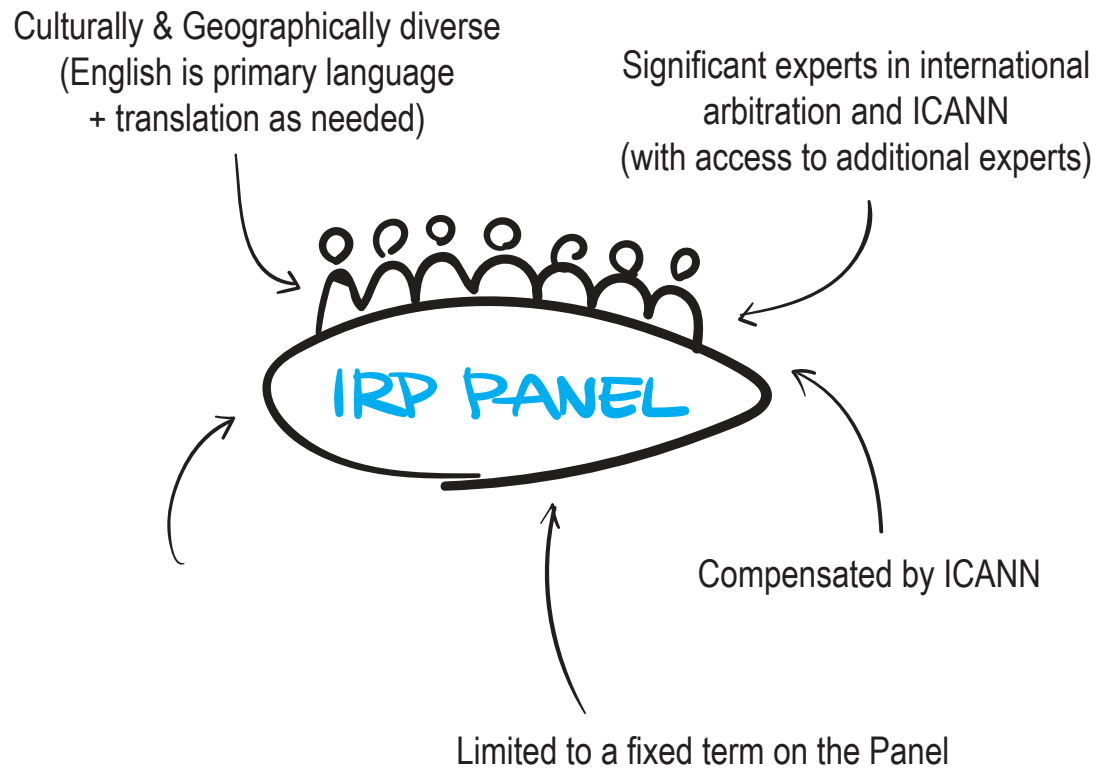 Culturally & Geographically diverse
(English is primary language
+ translation as needed)
Significant experts in international
arbitration and ICANN
(with access to additional experts)
IRP PANEL
Compensated by ICANN
Limited to a fixed term on the Panel